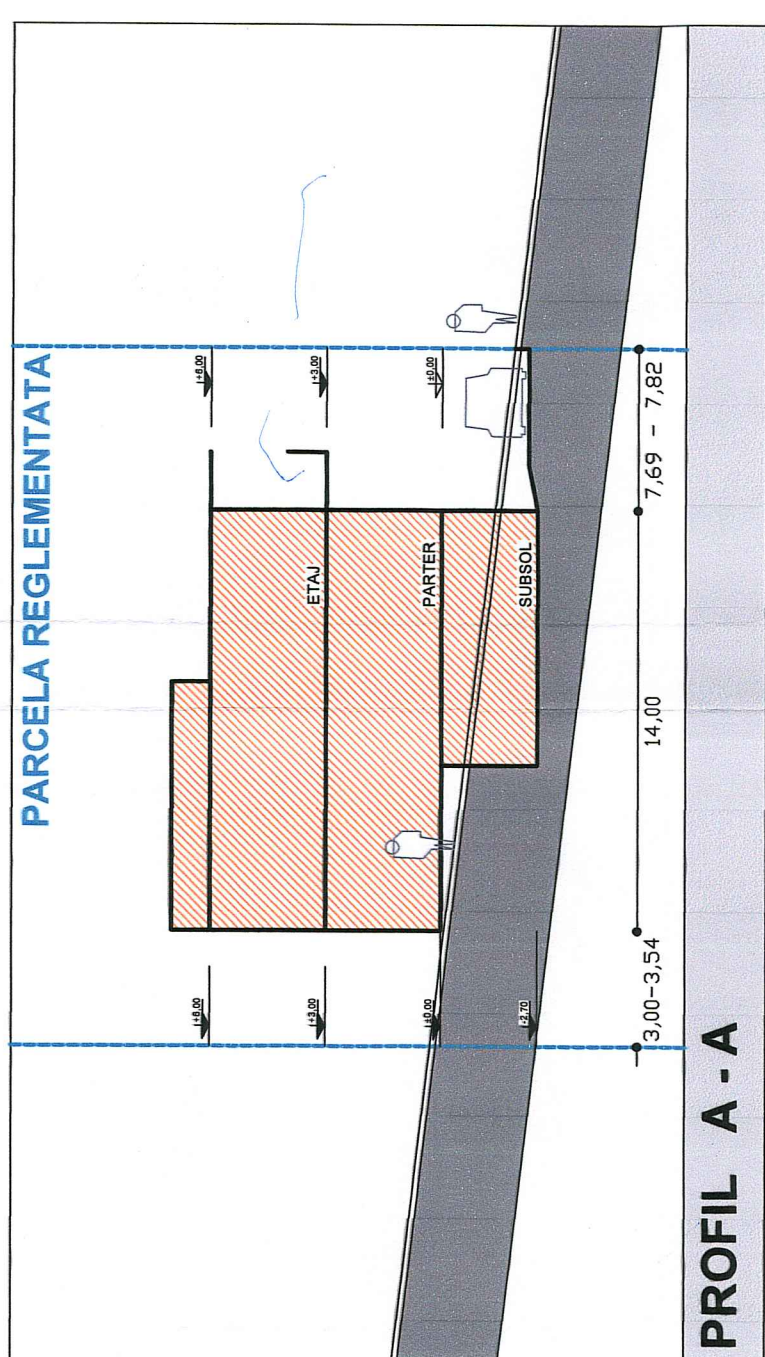 PARCELA REGLEMENTATA
+6,00
+6,00
+3,00
+3,00
ETAJ
±0,00
±0,00
PARTER
-2,70
SUBSOL
3,00-3,54
14,00
7,69 - 7,82
PROFIL A - A